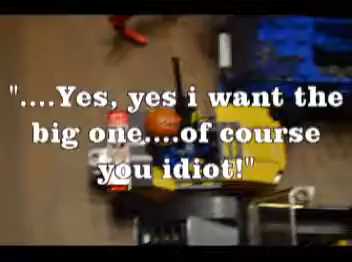 "....Yes, yes i want the
big one....of course
you idiot!"